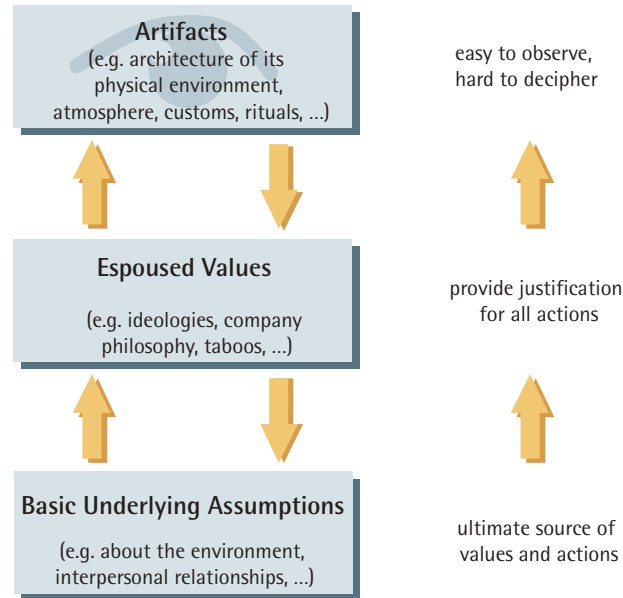 Artifacts
(e.g. architecture of its
physical environment,
atmosphere, customs, rituals, ...)
easy to observe,
hard to decipher
Espoused Values
(e.g. ideologies, company
philosophy, taboos, ...)
provide justification
for all actions
Basic Underlying Assumptions
(e.g. about the environment,
interpersonal relationships, ...)
ultimate source of
values and actions